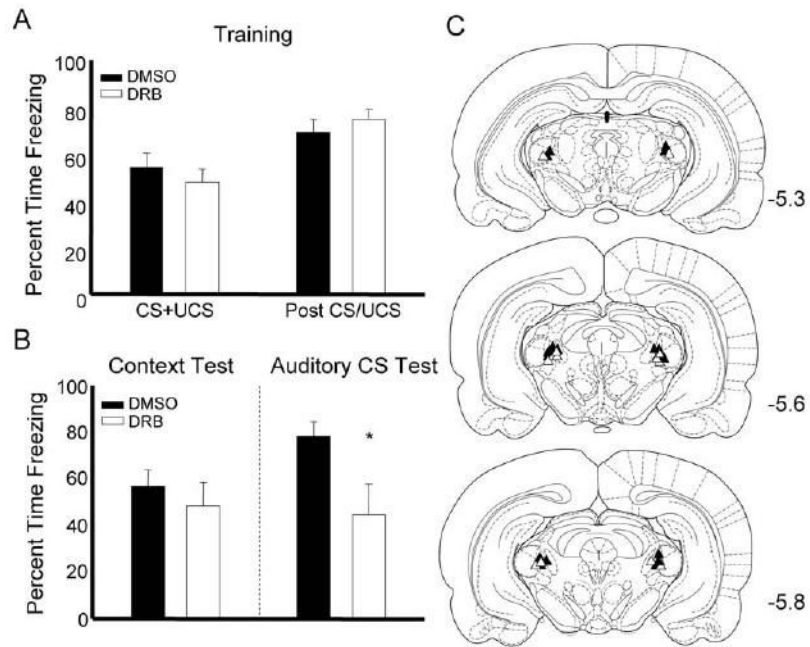 A
Training
100
80
60
40
20
0
Percent Time Freezing
DMSO
DRB
CS+UCS
Post CS/UCS
B
Context Test
Auditory CS Test
100
80
60
40
20
0
Percent Time Freezing
DMSO
DRB
*
C
-5.3
-5.6
-5.8